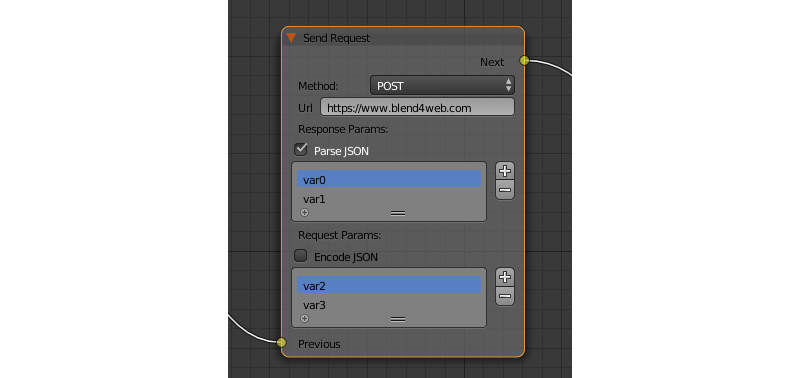 Send Request
Next
Method: POST
Url https://www.blend4web.com
Response Params:
Parse JSON
var0
var1
Request Params:
Encode JSON
var2
var3
Previous